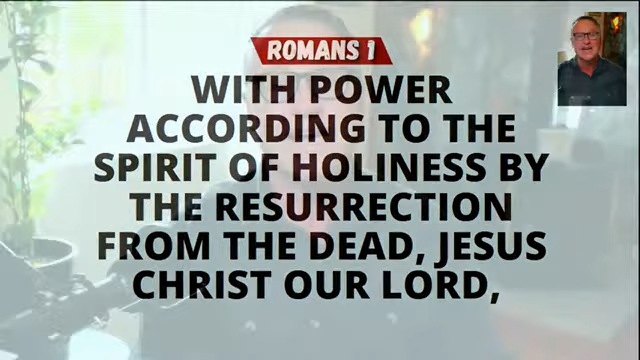 ROMANS 1
WITH POWER
ACCORDING TO THE
SPIRIT OF HOLINESS BY
THE RESURRECTION
FROM THE DEAD, JESUS
CHRIST OUR LORD,